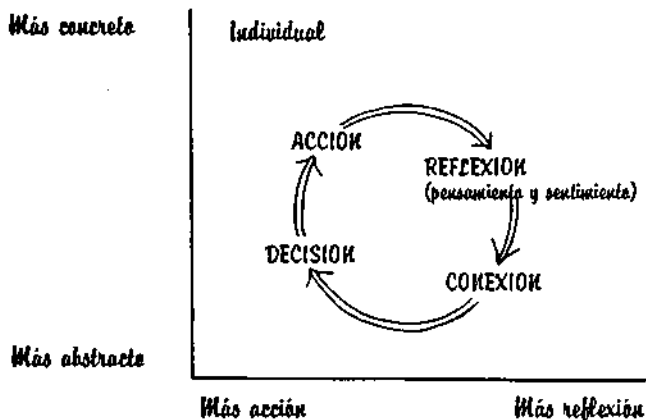 Más concreto
Individual
ACCION
REFLEXION
(pensamiento y sentimiento)
DECISION
CONEXION
Más abstracto
Más acción
Más reflexión